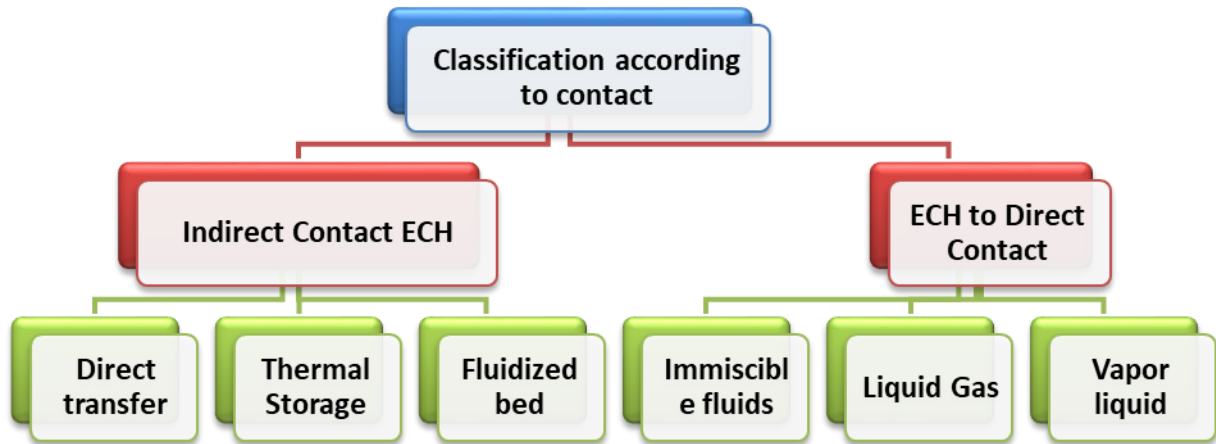 Classification according
to contact
Indirect Contact ECH
ECH to Direct
Contact
Direct
transfer
Thermal
Storage
Fluidized
bed
Immiscibl
e fluids
Liquid Gas
Vapor
liquid